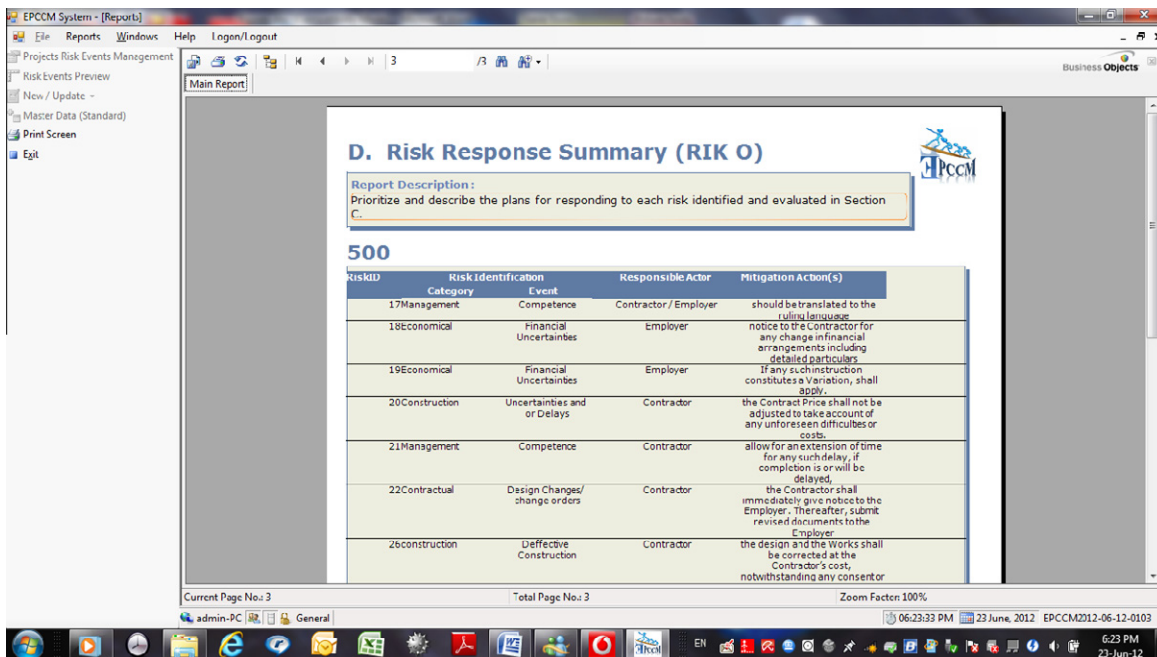 EPCCM System - [Reports]
File Reports Windows Help Logon/Logout
Projects Risk Events Management
Risk Events Preview
New / Update
Master Data (Standard)
Print Screen
Exit
3 /3
Business Objects
Main Report
D. Risk Response Summary (RIK O)
EPCCM
Report Description:
Prioritize and describe the plans for responding to each risk identified and evaluated in Section
C.
500
RiskID Risk Identification Responsible Actor Mitigation Action(s)
Category Event
17Management Competence Contractor / Employer should be translated to the
ruling language
18Economical Financial Employer notice to the Contractor for
Uncertainties any change in financial
arrangements including
detailed particulars
19Economical Financial Employer If any such instruction
Uncertainties constitutes a Variation, shall
apply.
20Construction Uncertainties and Contractor the Contract Price shall not be
or Delays adjusted to take account of
any unforeseen difficulties or
costs.
21Management Competence Contractor allow for an extension of time
for any such delay, if
completion is or will be
delayed,
22Contractual Design Changes/ Contractor the Contractor shall
change orders immediately give notice to the
Employer. Thereafter, submit
revised documents to the
Employer
26construction Deffective Contractor the design and the Works shall
Construction be corrected at the
Contractor's cost,
notwithstanding any consent or
Current Page No.: 3 Total Page No.: 3 Zoom Factor: 100%
admin-PC General 06:23:33 PM 23 June, 2012 EPCCM2012-06-12-0103
EN 6:23 PM
23-Jun-12